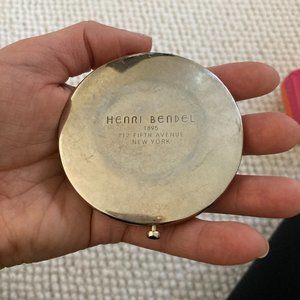 HENRI BENDEL
1895
712 FIFTH AVENUE
NEW YORK